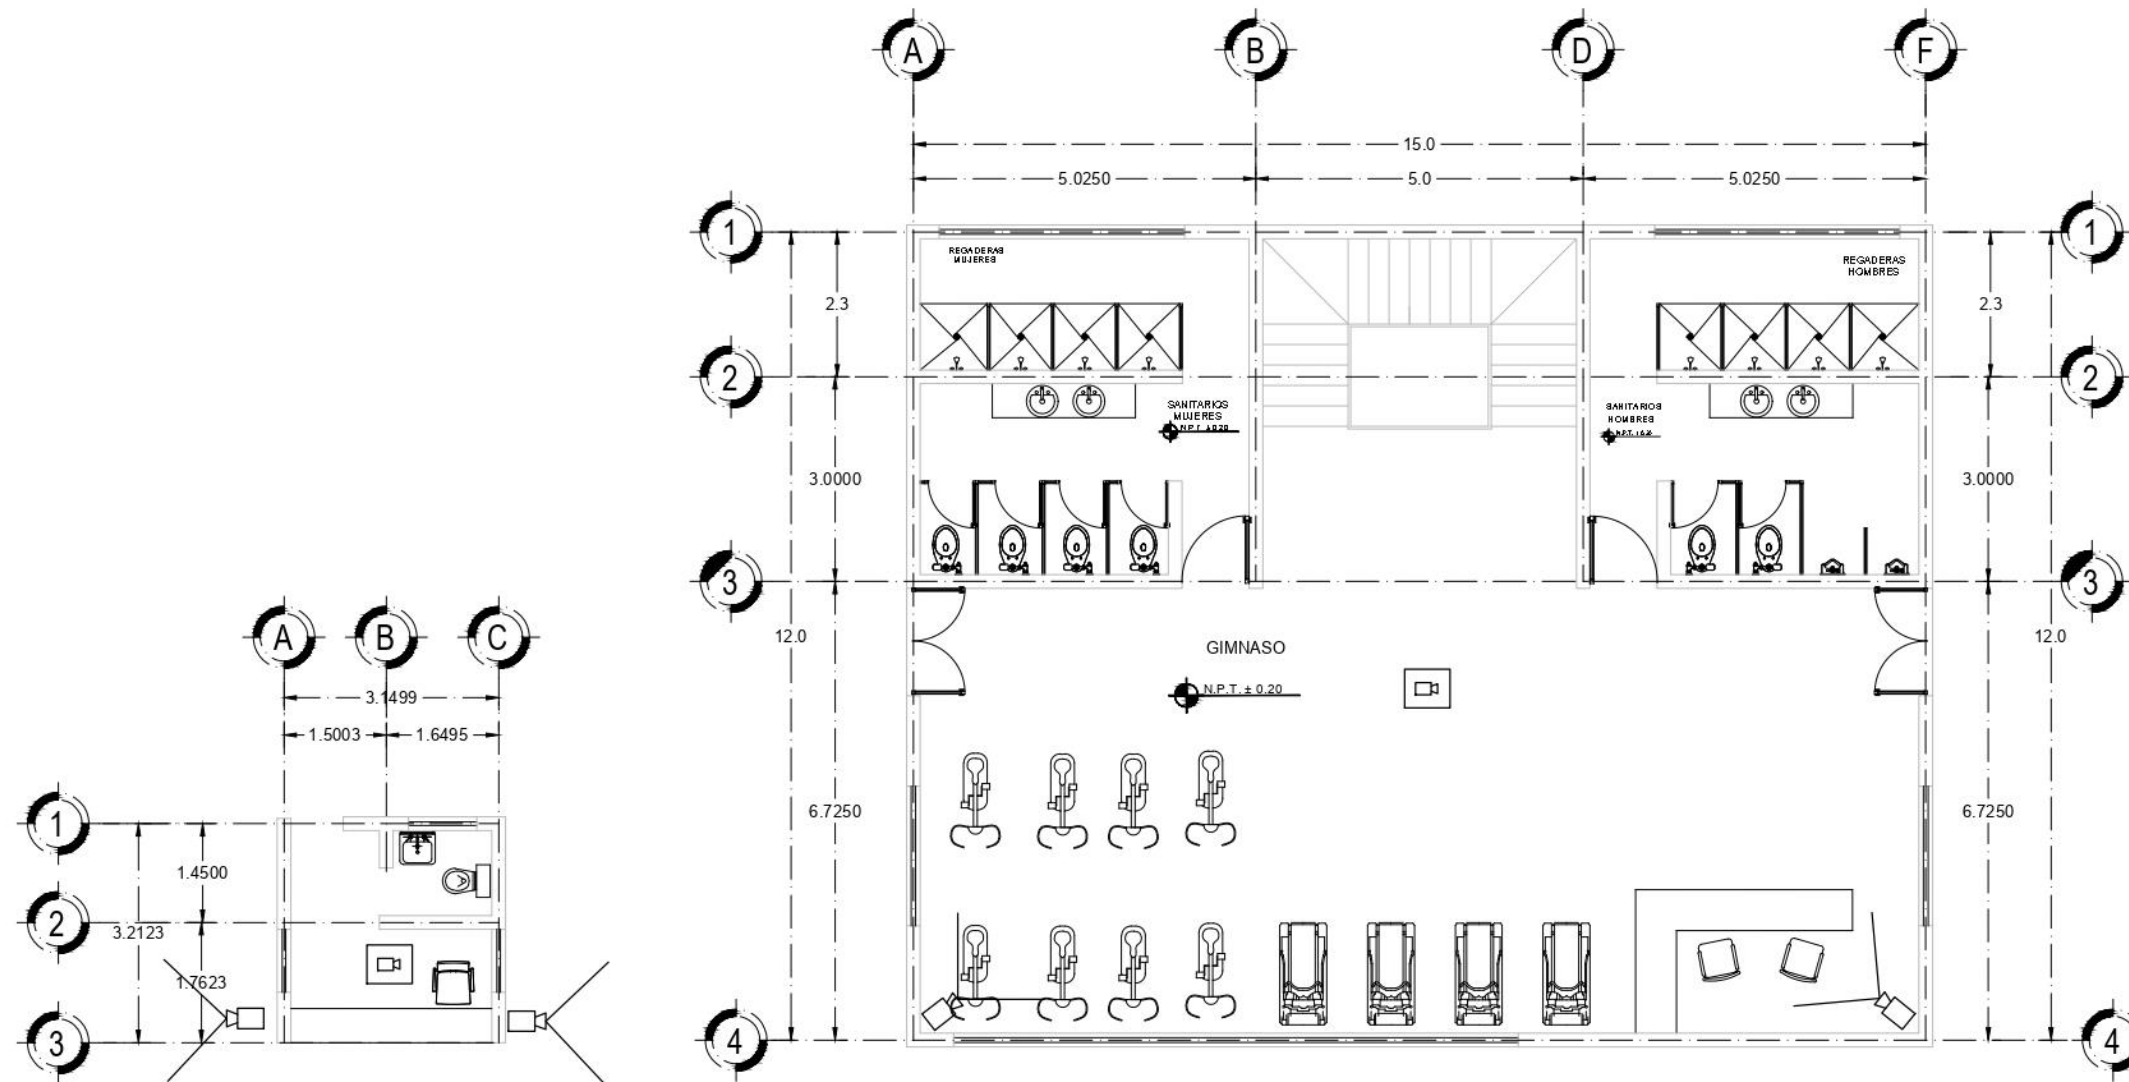 A B D F
15.0
5.0250 5.0 5.0250
1 1
REGADERAS
MUJERES
REGADERAS
HOMBRES
2.3 2.3
2 2
SANITARIOS
MUJERES
N.P.T. ± 0.20
SANITARIOS
HOMBRES
3.0000 3.0000
3 3
12.0 12.0
GIMNASO
N.P.T. ± 0.20
6.7250 6.7250
4 4
A B C
3.1499
1.5003 1.6495
1
1.4500
2
3.2123
1.7623
3